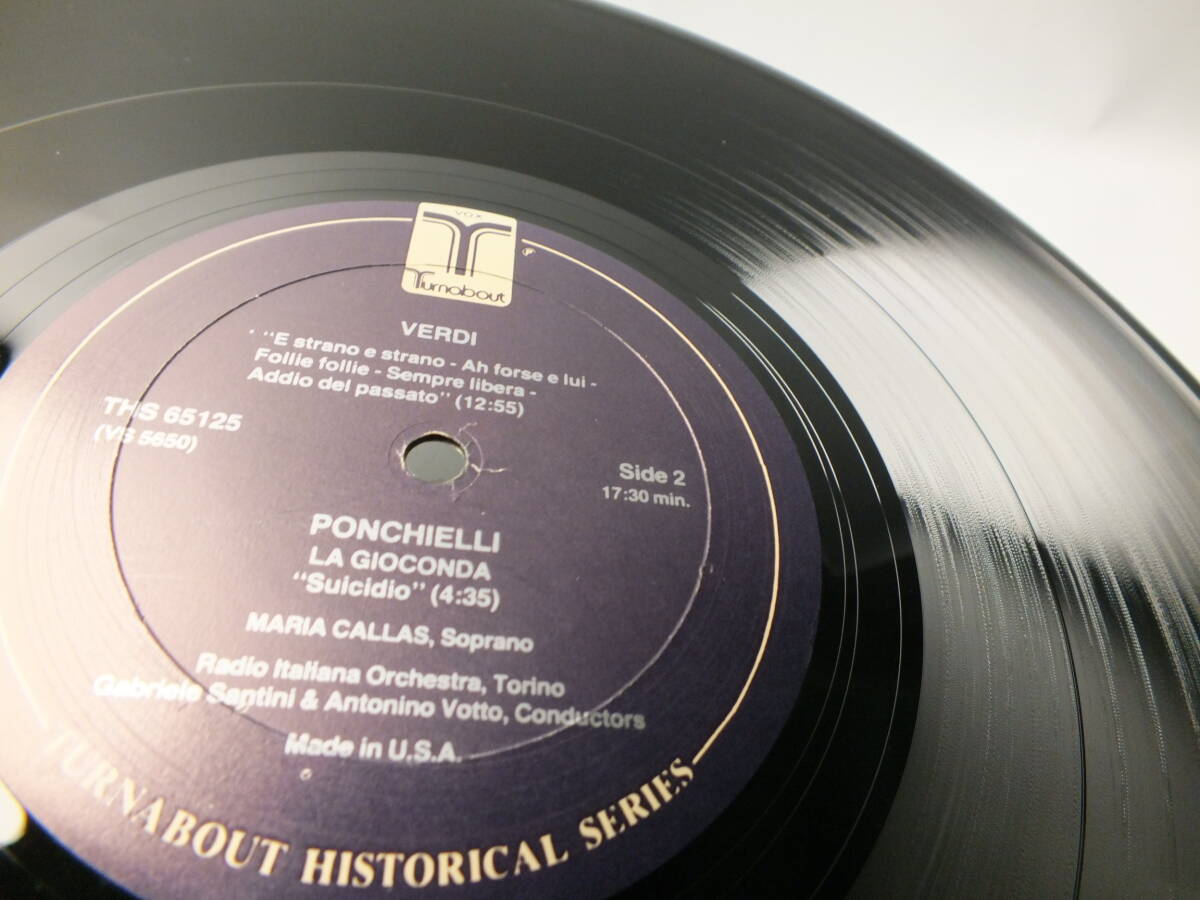 VOX
Turnabout
℗
VERDI
"E strano e strano - Ah forse e lui -
Follie follie - Sempre libera -
Addio del passato" (12:55)
THS 65125
(VS 5650)
Side 2
17:30 min.
PONCHIELLI
LA GIOCONDA
"Suicidio" (4:35)
MARIA CALLAS, Soprano
Radio Italiana Orchestra, Torino
Gabriele Santini & Antonino Votto, Conductors
Made in U.S.A.
TURNABOUT HISTORICAL SERIES